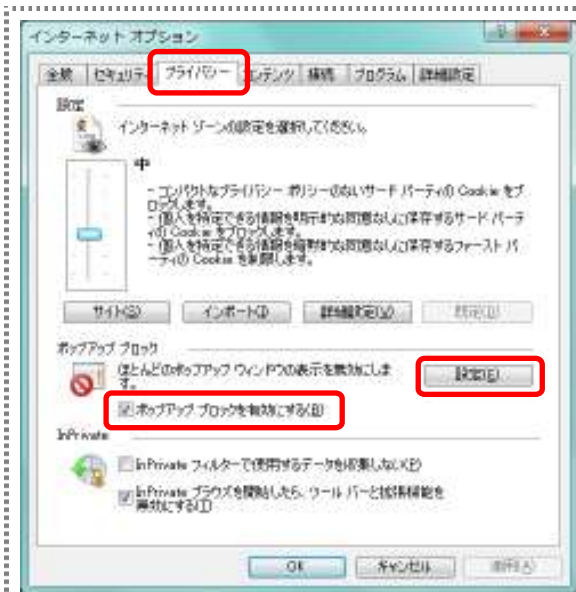 インターネット オプション
全般 セキュリティ プライバシー コンテンツ 接続 プログラム 詳細設定
設定
インターネット ゾーンの設定を選択してください。
中
- コンパクトなプライバシー ポリシーのないサード パーティの Cookie をブ
ロックします。
- 個人を特定できる情報を明示的な同意なしに保存するサード パーテ
ィの Cookie をブロックします。
- 個人を特定できる情報を暗黙的な同意なしに保存するファースト パ
ーティの Cookie を制限します。
サイト(S) インポート(I) 詳細設定(V) 既定(D)
ポップアップ ブロック
ほとんどのポップアップ ウィンドウの表示を無効にしま
す。
設定(E)
ポップアップ ブロックを有効にする(B)
InPrivate
InPrivate フィルターで使用するデータを収集しない(P)
InPrivate ブラウズを開始したら、ツール バーと拡張機能を
無効にする(T)
OK キャンセル 適用(A)